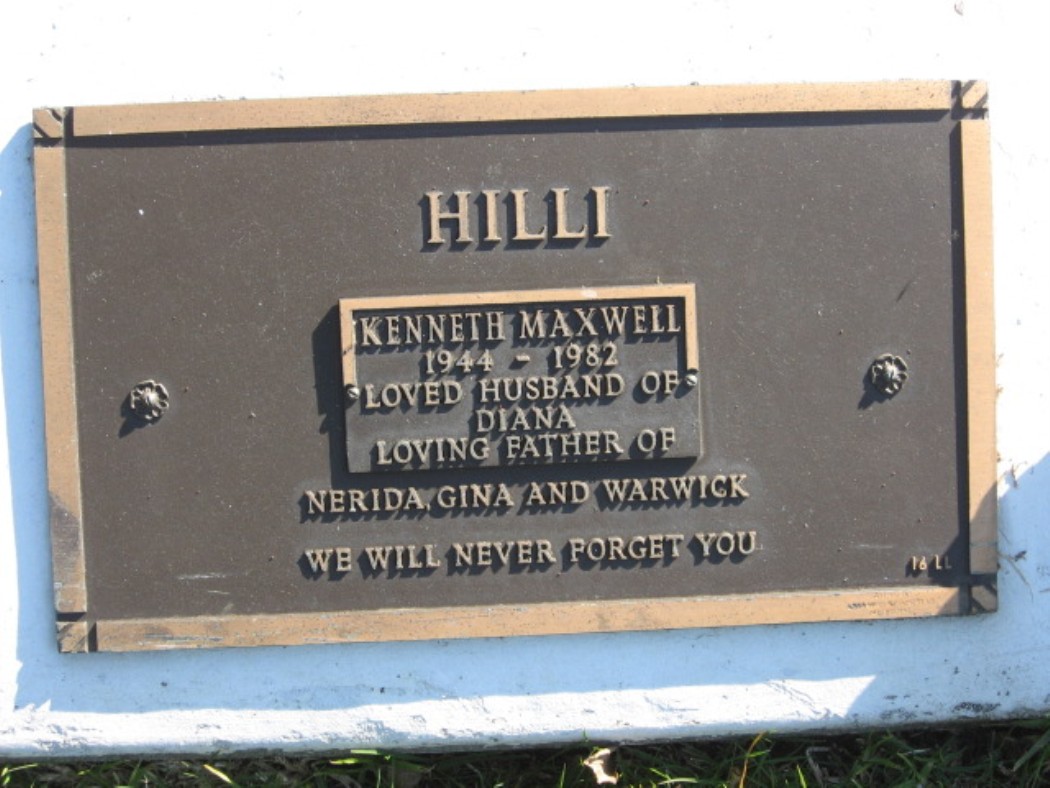 HILLI
KENNETH MAXWELL
1944 - 1982
LOVED HUSBAND OF
DIANA
LOVING FATHER OF
NERIDA, GINA AND WARWICK
WE WILL NEVER FORGET YOU
16 LL